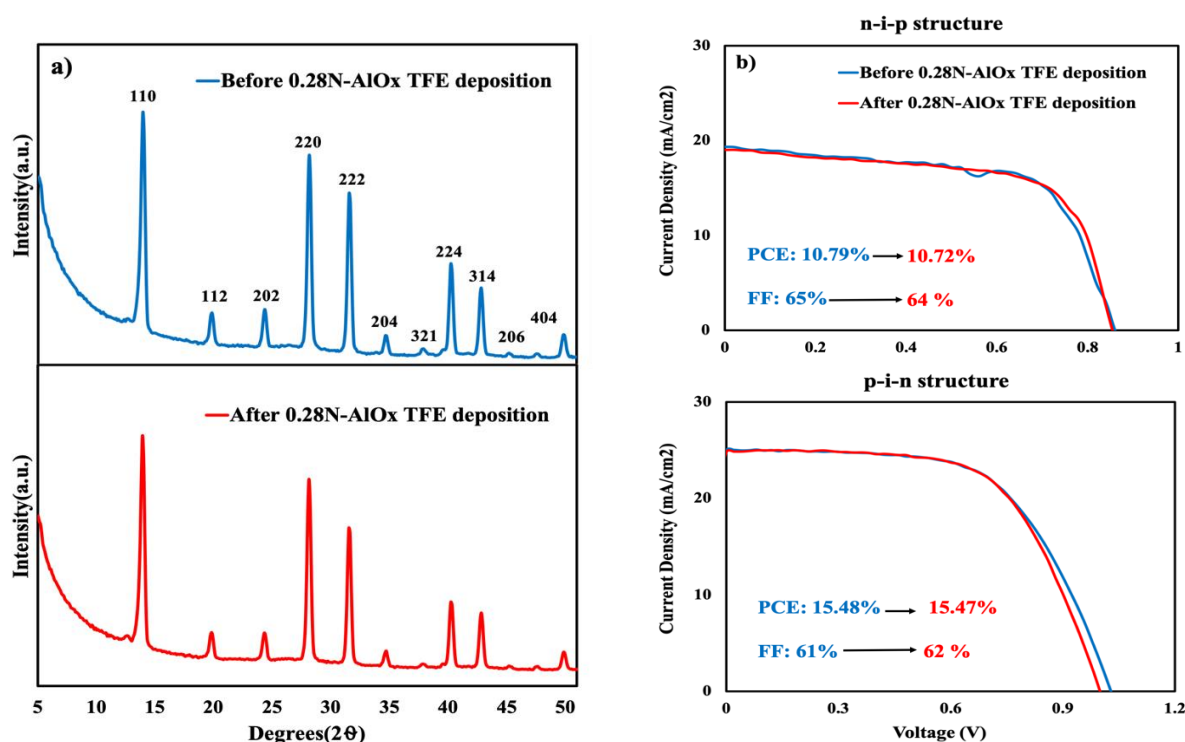 a)
Before 0.28N-AlOx TFE deposition
110
220
222
112
202
224
314
204
321
206
404
Intensity(a.u.)
After 0.28N-AlOx TFE deposition
Intensity(a.u.)
5 10 15 20 25 30 35 40 45 50
Degrees(2ϑ)
n-i-p structure
b)
Before 0.28N-AlOx TFE deposition
After 0.28N-AlOx TFE deposition
30
20
10
0
Current Density (mA/cm2)
PCE: 10.79% 10.72%
FF: 65% 64 %
0 0.2 0.4 0.6 0.8 1
p-i-n structure
30
20
10
0
Current Density (mA/cm2)
PCE: 15.48% 15.47%
FF: 61% 62 %
0 0.3 0.6 0.9 1.2
Voltage (V)